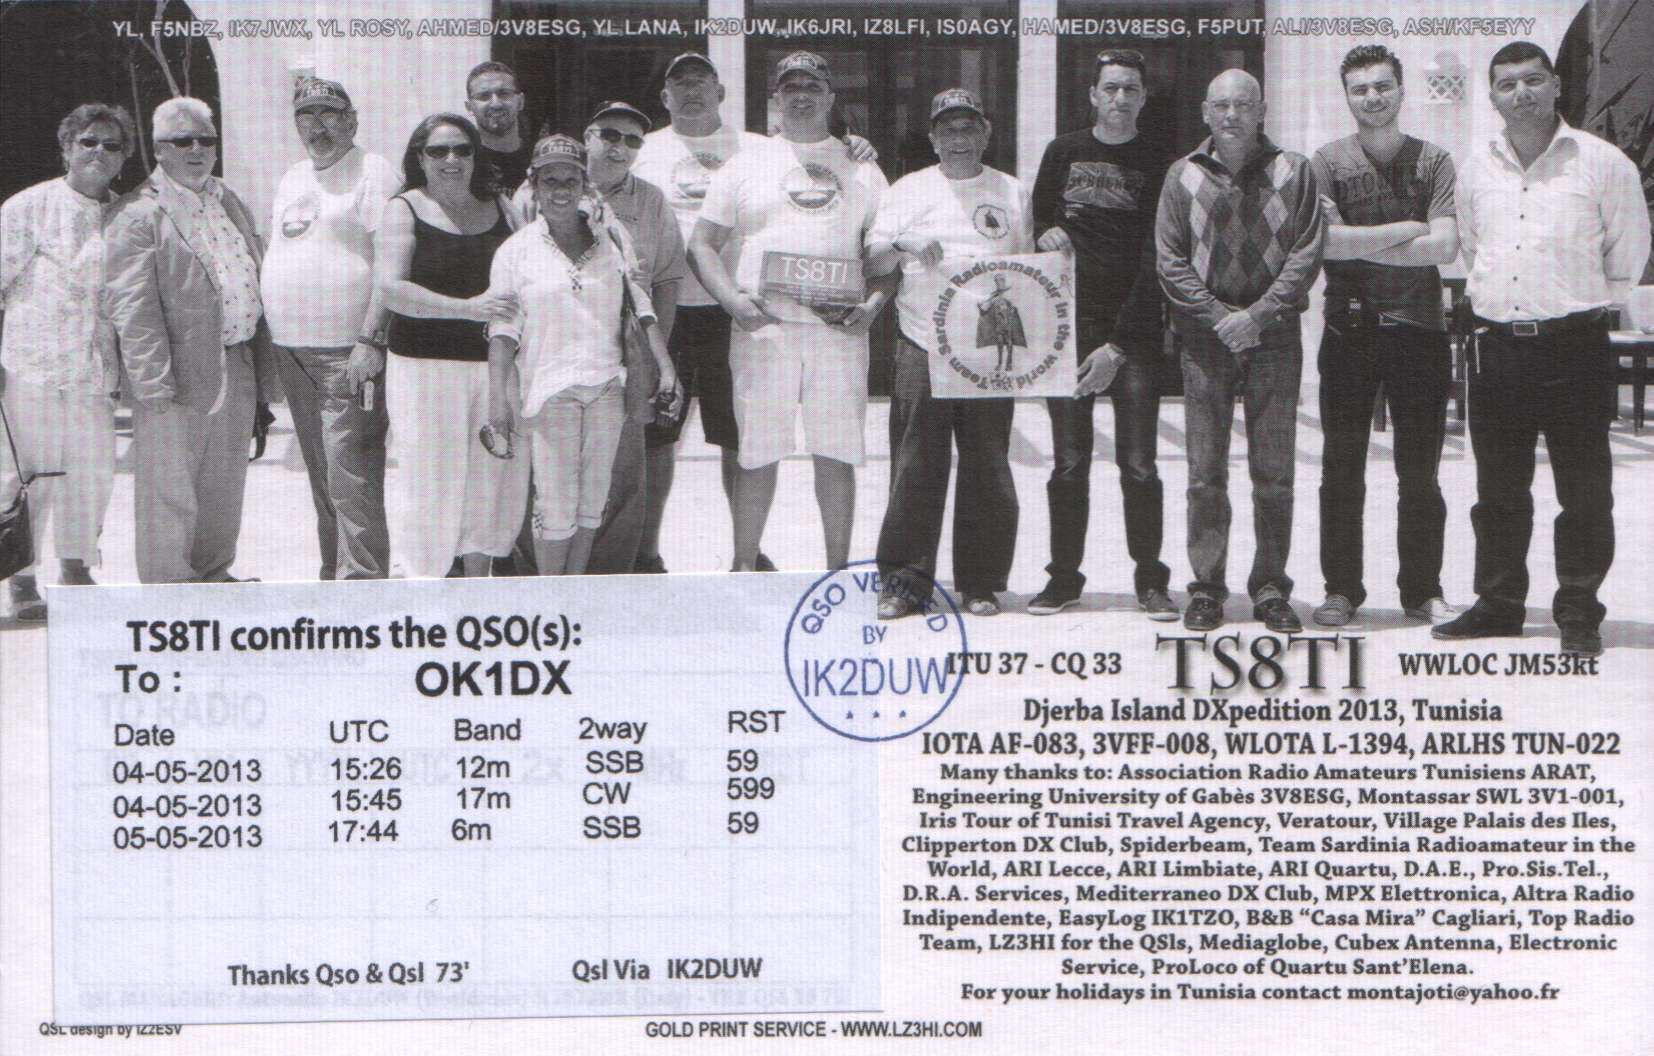 YL, F5NBZ, IK7JWX, YL ROSY, AHMED/3V8ESG, YL LANA, IK2DUW, IK6JRI, IZ8LFI, IS0AGY, HAMED/3V8ESG, F5PUT, ALI/3V8ESG, ASH/KF5EYY
TS8TI
Team Sardinia Radioamateur in the world
TS8TI confirms the QSO(s):
To : OK1DX
Date UTC Band 2way RST
04-05-2013 15:26 12m SSB 59
04-05-2013 15:45 17m CW 599
05-05-2013 17:44 6m SSB 59
Thanks Qso & Qsl 73' Qsl Via IK2DUW
QSO VERIFIED
BY
IK2DUW
ITU 37 - CQ 33 TS8TI WWLOC JM53kt
Djerba Island DXpedition 2013, Tunisia
IOTA AF-083, 3VFF-008, WLOTA L-1394, ARLHS TUN-022
Many thanks to: Association Radio Amateurs Tunisiens ARAT,
Engineering University of Gabès 3V8ESG, Montassar SWL 3V1-001,
Iris Tour of Tunisi Travel Agency, Veratour, Village Palais des Iles,
Clipperton DX Club, Spiderbeam, Team Sardinia Radioamateur in the
World, ARI Lecce, ARI Limbiate, ARI Quartu, D.A.E., Pro.Sis.Tel.,
D.R.A. Services, Mediterraneo DX Club, MPX Elettronica, Altra Radio
Indipendente, EasyLog IK1TZO, B&B “Casa Mira” Cagliari, Top Radio
Team, LZ3HI for the QSls, Mediaglobe, Cubex Antenna, Electronic
Service, ProLoco of Quartu Sant’Elena.
For your holidays in Tunisia contact montajoti@yahoo.fr
QSL design by IZ2ESV
GOLD PRINT SERVICE - WWW.LZ3HI.COM